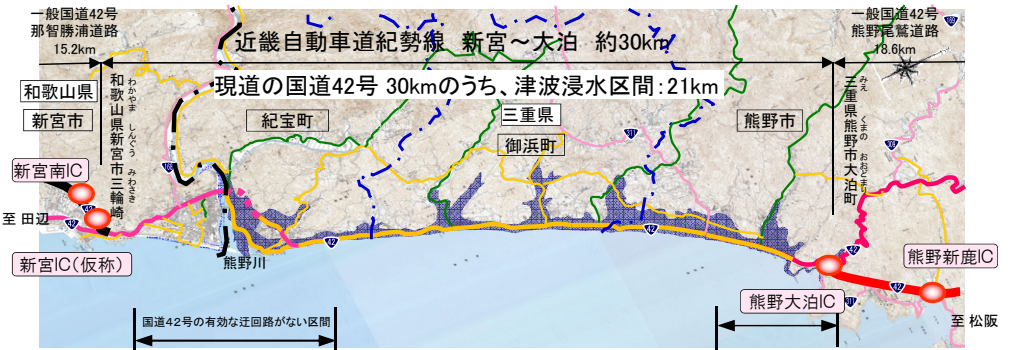 一般国道42号
那智勝浦道路
15.2km
近畿自動車道紀勢線 新宮～大泊 約30km
一般国道42号
熊野尾鷲道路
18.6km
現道の国道42号 30kmのうち、津波浸水区間：21km
和歌山県
新宮市
わかやま しんぐう みわさき
和歌山県新宮市三輪崎
紀宝町
三重県
御浜町
熊野市
みえ くまの おおどまり
三重県熊野市大泊町
新宮南IC
至 田辺
新宮IC（仮称）
熊野川
熊野新鹿IC
熊野大泊IC
至 松阪
国道42号の有効な迂回路がない区間
42
42
42
42
42
42
311
311